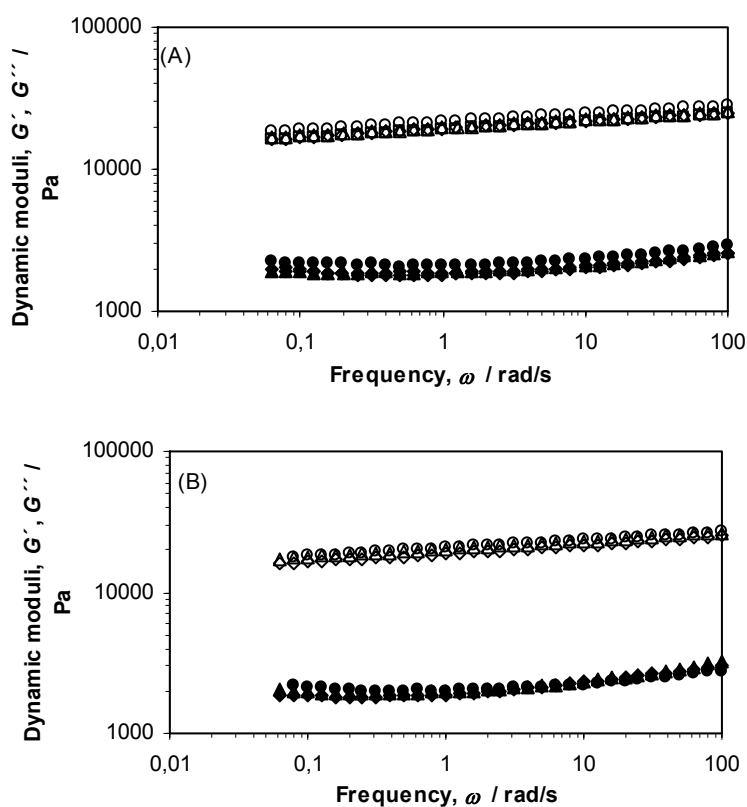 100000
(A)
Dynamic moduli, G´, G´´ /
Pa
10000
1000
0,01 0,1 1 10 100
Frequency, ω / rad/s
100000
(B)
Dynamic moduli, G´, G´´ /
Pa
10000
1000
0,01 0,1 1 10 100
Frequency, ω / rad/s